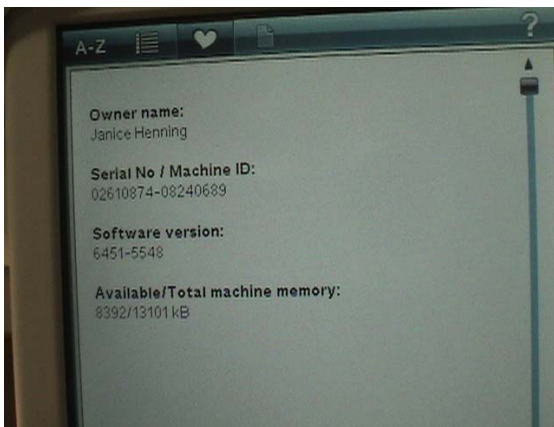 A-Z
?
Owner name:
Janice Henning
Serial No / Machine ID:
02610874-08240689
Software version:
6451-5548
Available/Total machine memory:
8392/13101 kB